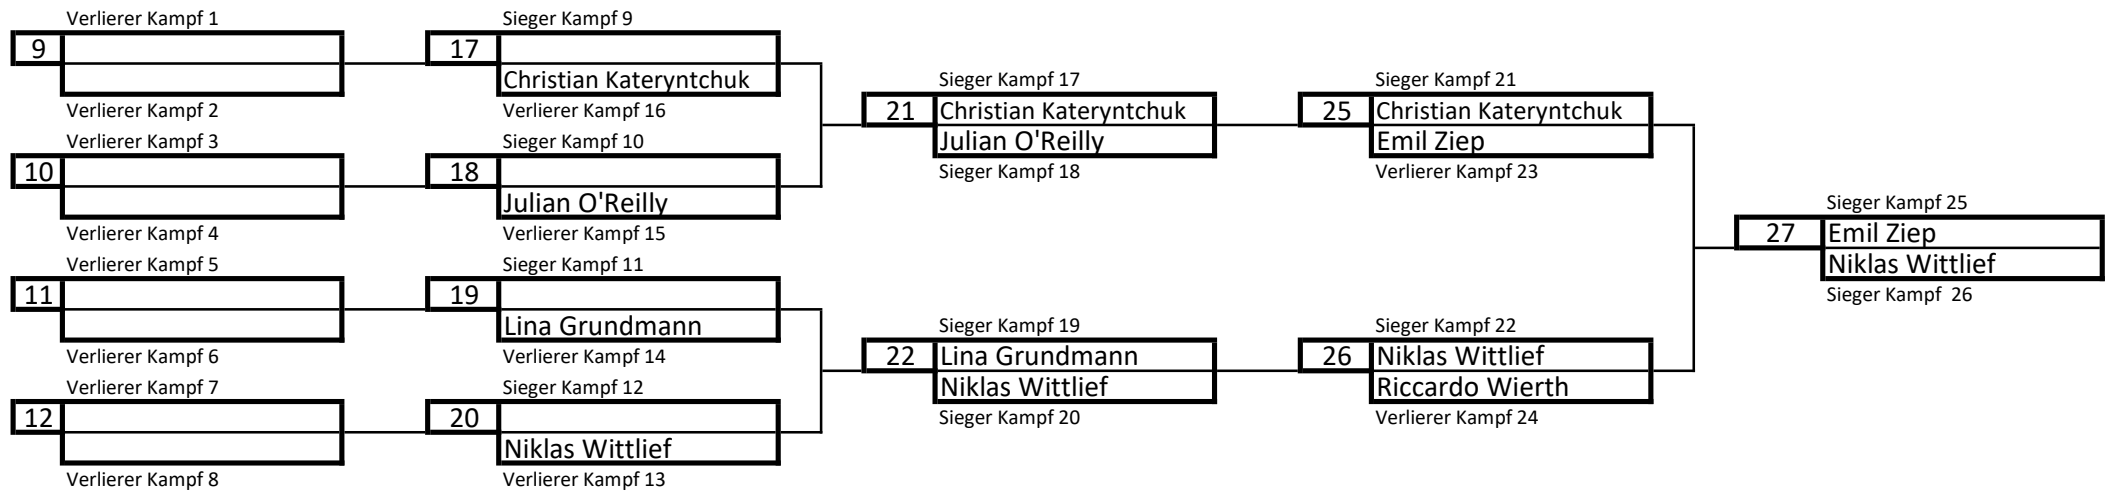 Verlierer Kampf 1
9
Verlierer Kampf 2
Verlierer Kampf 3
10
Verlierer Kampf 4
Verlierer Kampf 5
11
Verlierer Kampf 6
Verlierer Kampf 7
12
Verlierer Kampf 8
Sieger Kampf 9
17
Christian Kateryntchuk
Verlierer Kampf 16
Sieger Kampf 10
18
Julian O'Reilly
Verlierer Kampf 15
Sieger Kampf 11
19
Lina Grundmann
Verlierer Kampf 14
Sieger Kampf 12
20
Niklas Wittlief
Verlierer Kampf 13
Sieger Kampf 17
21 Christian Kateryntchuk
Julian O'Reilly
Sieger Kampf 18
Sieger Kampf 19
22 Lina Grundmann
Niklas Wittlief
Sieger Kampf 20
Sieger Kampf 21
25 Christian Kateryntchuk
Emil Ziep
Verlierer Kampf 23
Sieger Kampf 22
26 Niklas Wittlief
Riccardo Wierth
Verlierer Kampf 24
Sieger Kampf 25
27 Emil Ziep
Niklas Wittlief
Sieger Kampf 26